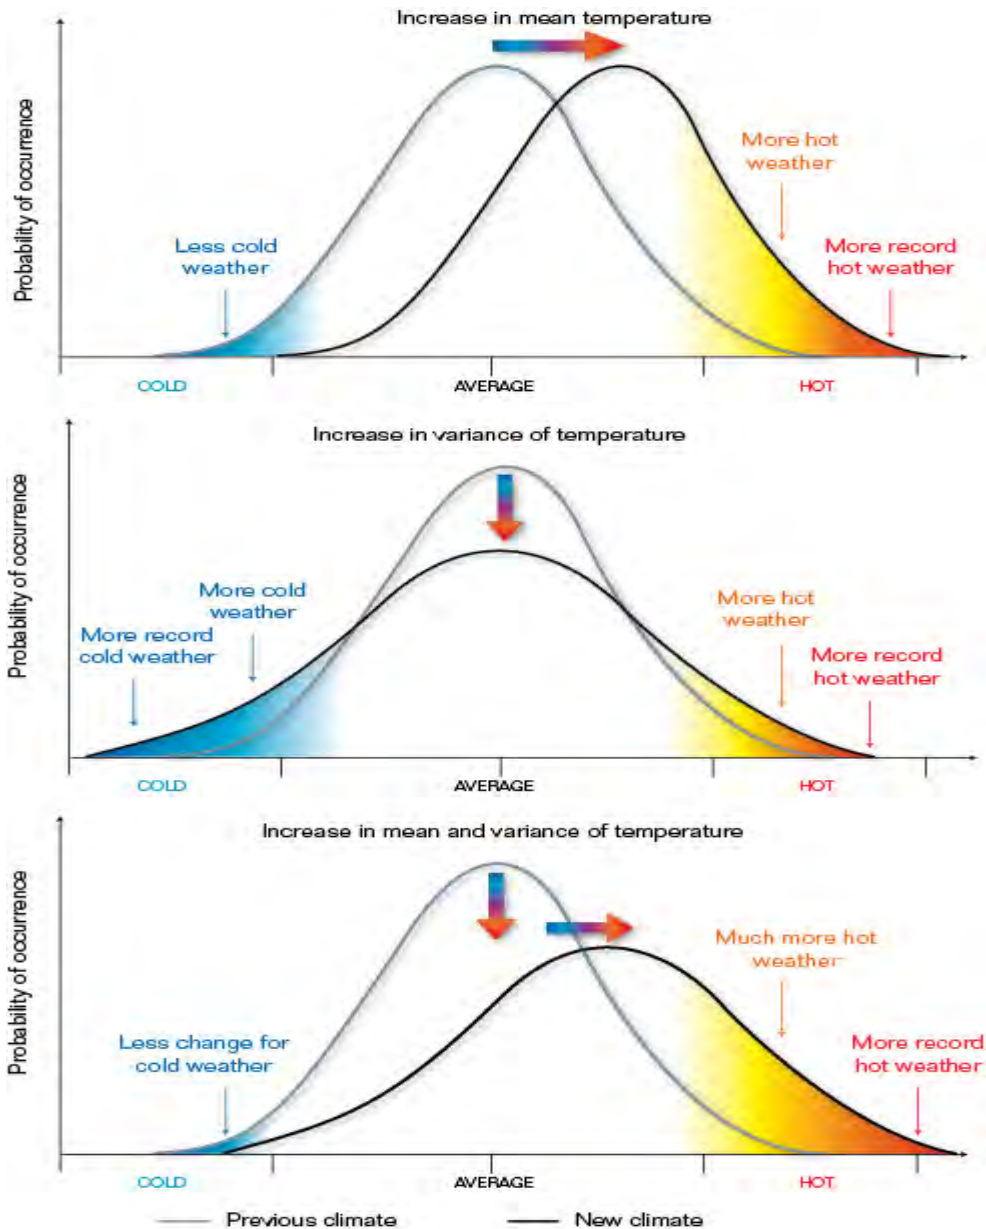 Increase in mean temperature
Probability of occurrence
More hot
weather
Less cold
weather
More record
hot weather
COLD
AVERAGE
HOT
Increase in variance of temperature
Probability of occurrence
More cold
weather
More record
cold weather
More hot
weather
More record
hot weather
COLD
AVERAGE
HOT
Increase in mean and variance of temperature
Probability of occurrence
Much more hot
weather
Less change for
cold weather
More record
hot weather
COLD
AVERAGE
HOT
Previous climate
New climate